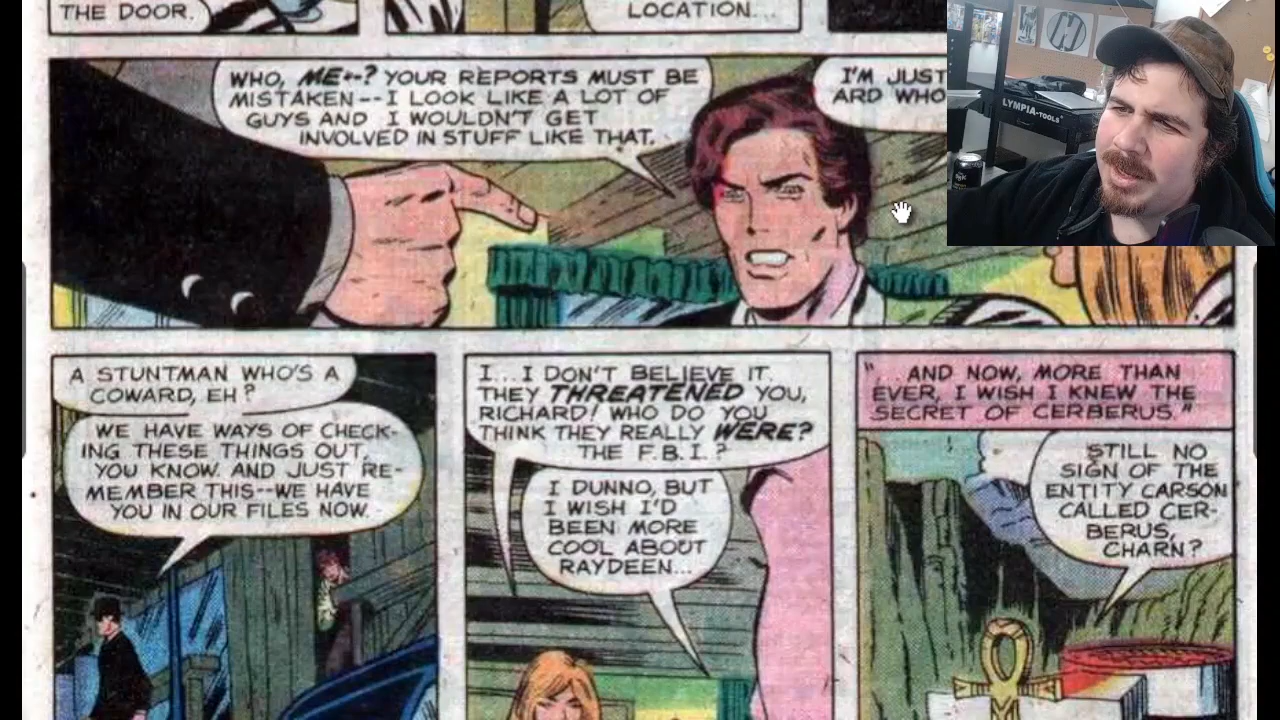 THE DOOR.
LOCATION...
WHO, ME--? YOUR REPORTS MUST BE
MISTAKEN--I LOOK LIKE A LOT OF
GUYS AND I WOULDN'T GET
INVOLVED IN STUFF LIKE THAT.
I'M JUST
ARD WHO
LYMPIA-TOOLS
A STUNTMAN WHO'S A
COWARD, EH?
WE HAVE WAYS OF CHECK-
ING THESE THINGS OUT,
YOU KNOW. AND JUST RE-
MEMBER THIS--WE HAVE
YOU IN OUR FILES NOW.
I...I DON'T BELIEVE IT.
THEY THREATENED YOU,
RICHARD! WHO DO YOU
THINK THEY REALLY WERE?
THE F.B.I.?
I DUNNO, BUT
I WISH I'D
BEEN MORE
COOL ABOUT
RAYDEEN...
"AND NOW, MORE THAN
EVER, I WISH I KNEW THE
SECRET OF CERBERUS."
STILL NO
SIGN OF THE
ENTITY CARSON
CALLED CER-
BERUS,
CHARN?